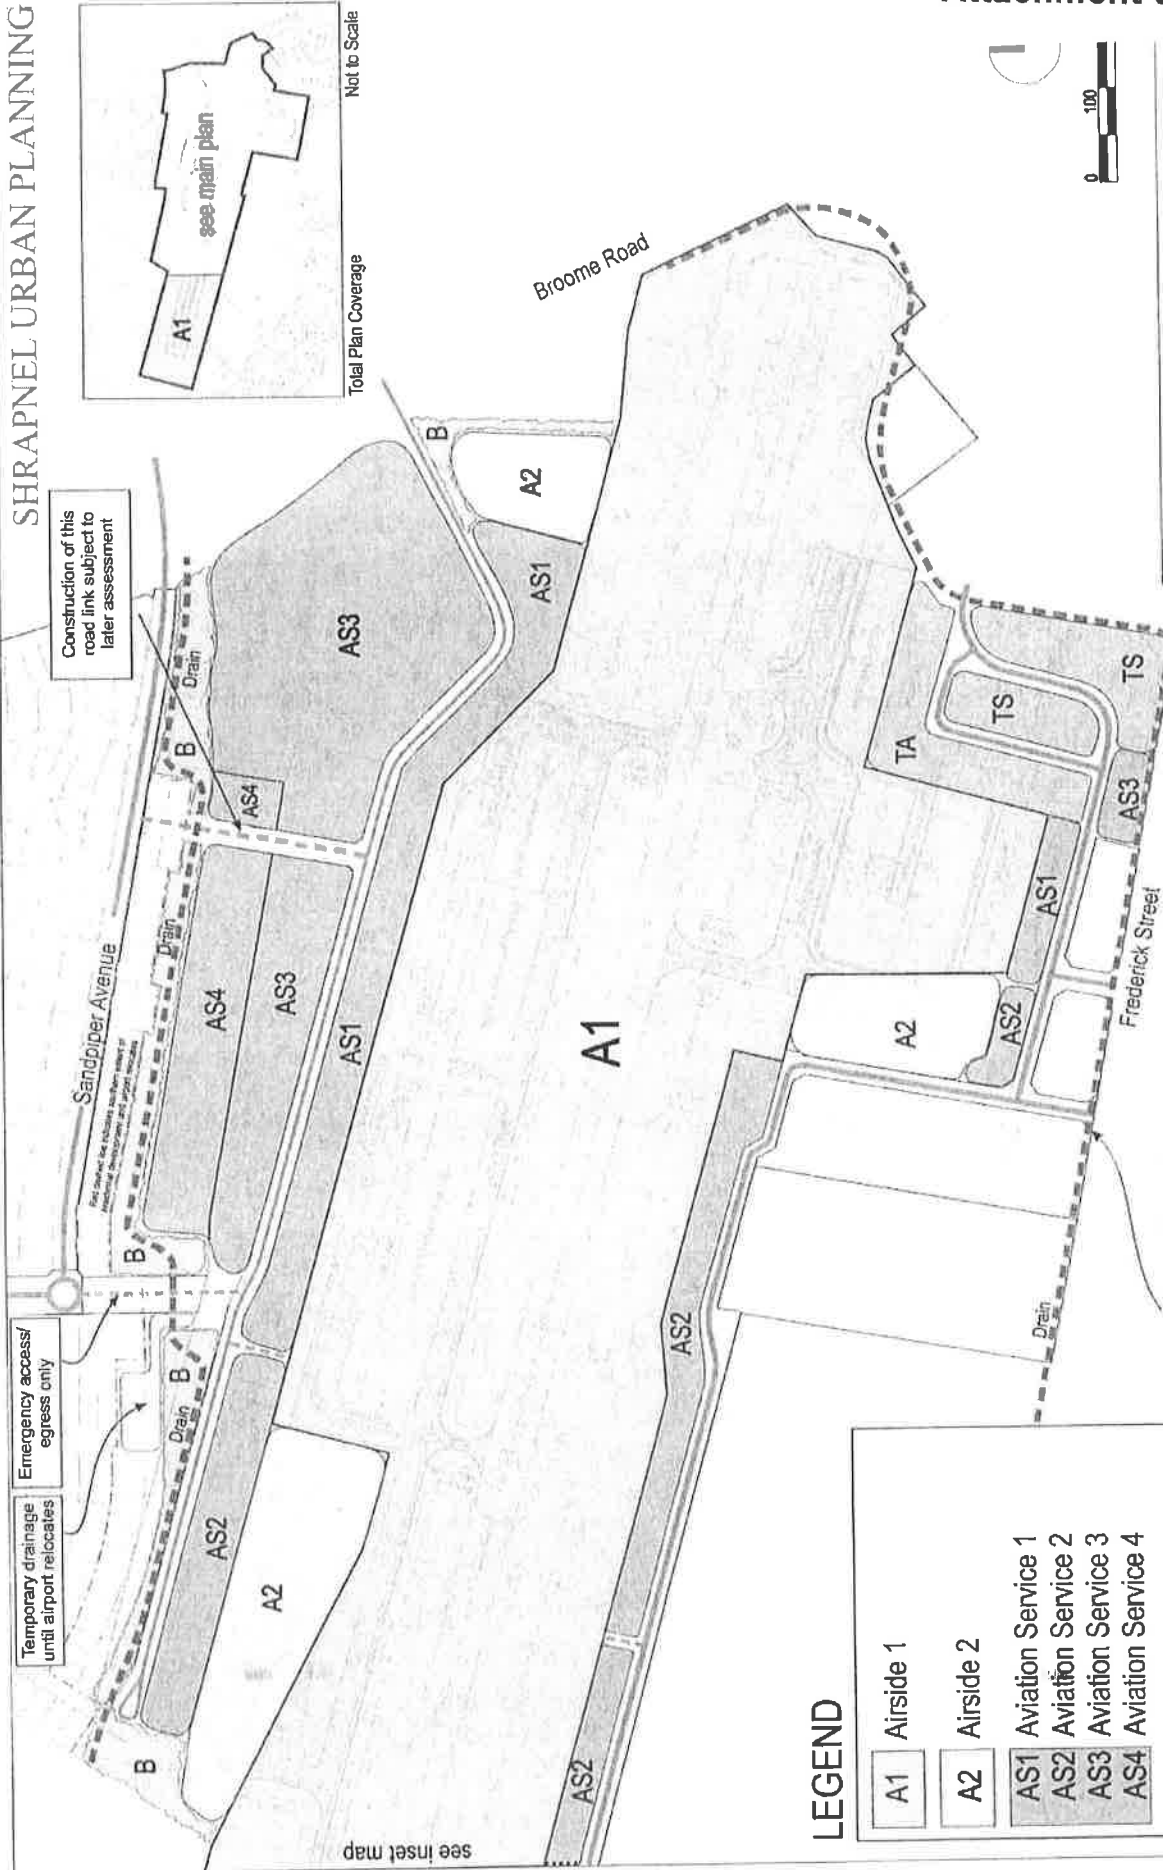 SHRAPNEL URBAN PLANNING
Not to Scale
see main plan
A1
Total Plan Coverage
100
0
Broome Road
Construction of this
road link subject to
later assessment
Sandpiper Avenue
Emergency access/
egress only
Temporary drainage
until airport relocates
Drain
B
Drain
B
B
Drain
B
B
AS4
AS3
AS4
AS3
AS1
AS1
A2
AS2
A2
A1
TA
TS
TS
AS3
AS1
AS2
A2
AS2
AS2
Frederick Street
Drain
see inset map
LEGEND
A1 Airside 1
A2 Airside 2
AS1 Aviation Service 1
AS2 Aviation Service 2
AS3 Aviation Service 3
AS4 Aviation Service 4